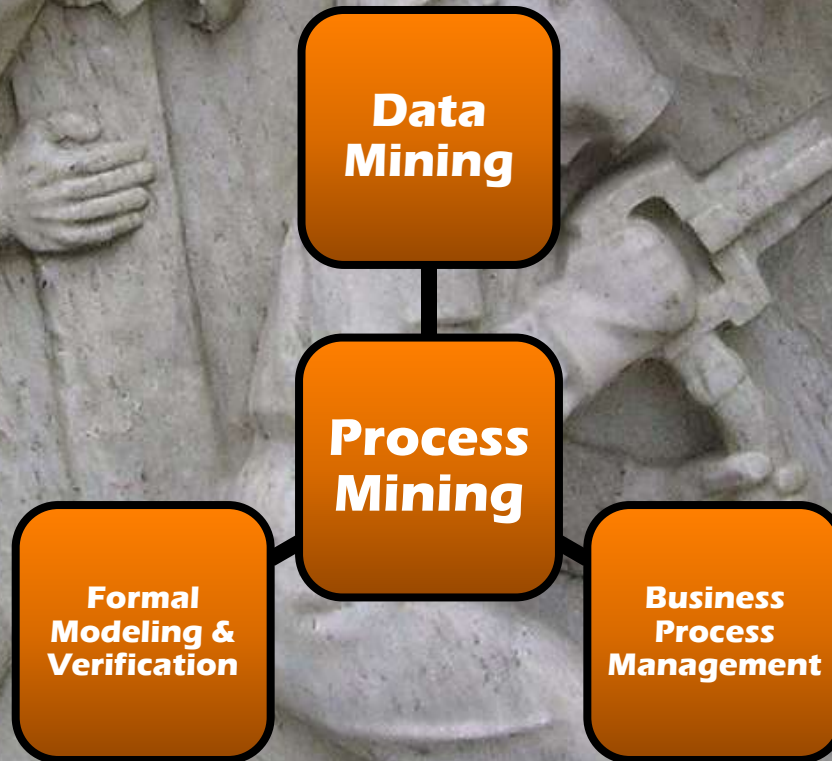 Data
Mining
Process
Mining
Formal
Modeling &
Verification
Business
Process
Management